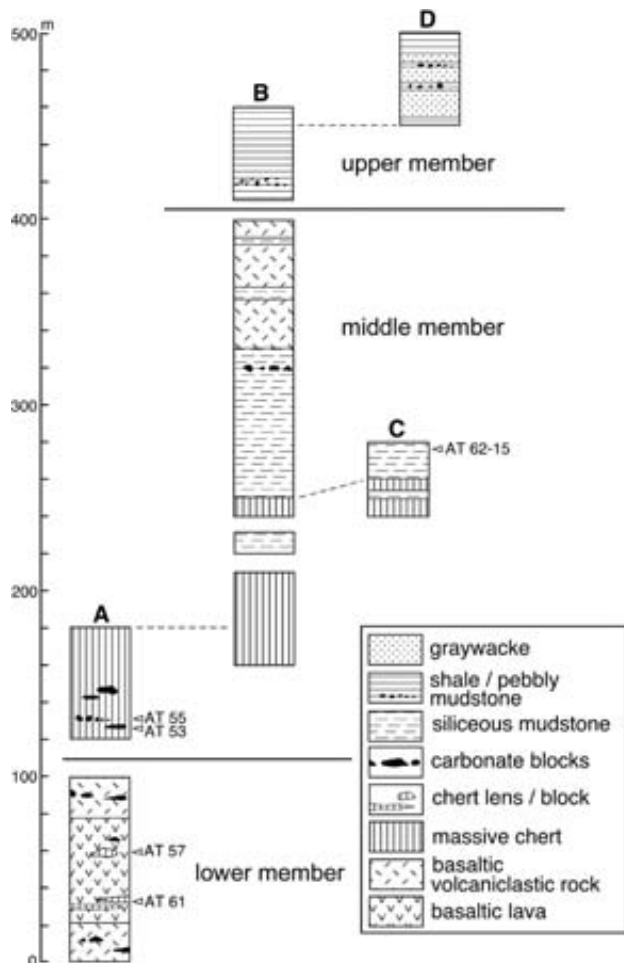 m
500
D
B
upper member
400
middle member
300
C
AT 62-15
200
A
AT 55
AT 53
100
AT 57
lower member
AT 61
0
graywacke
shale / pebbly
mudstone
siliceous mudstone
carbonate blocks
chert lens / block
massive chert
basaltic
volcaniclastic rock
basaltic lava